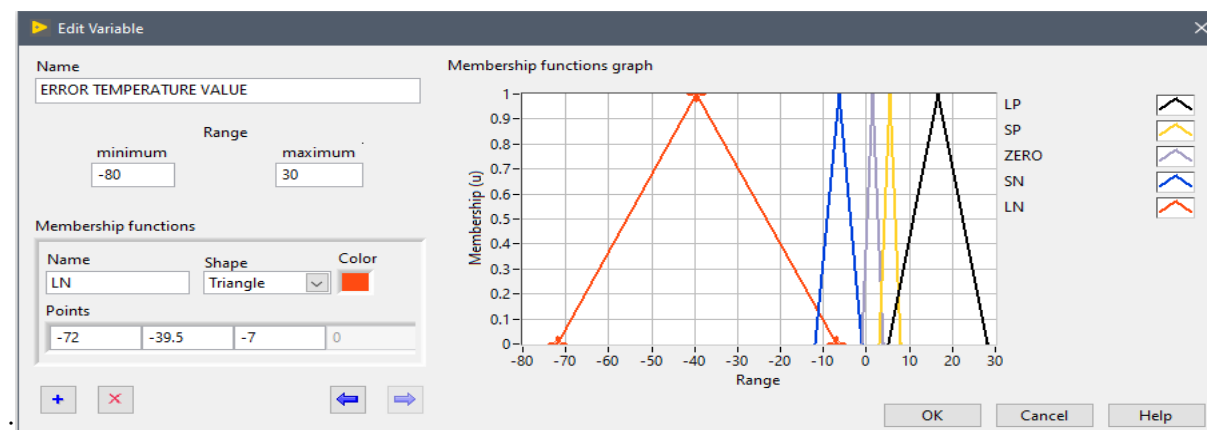 Edit Variable
Name
ERROR TEMPERATURE VALUE
Range
minimum maximum
-80 30
Membership functions
Name Shape Color
LN Triangle
Points
-72 -39.5 -7 0
Membership functions graph
1
0.9
0.8
0.7
0.6
0.5
0.4
0.3
0.2
0.1
0
Membership (u)
-80 -70 -60 -50 -40 -30 -20 -10 0 10 20 30
Range
LP
SP
ZERO
SN
LN
OK Cancel Help
.